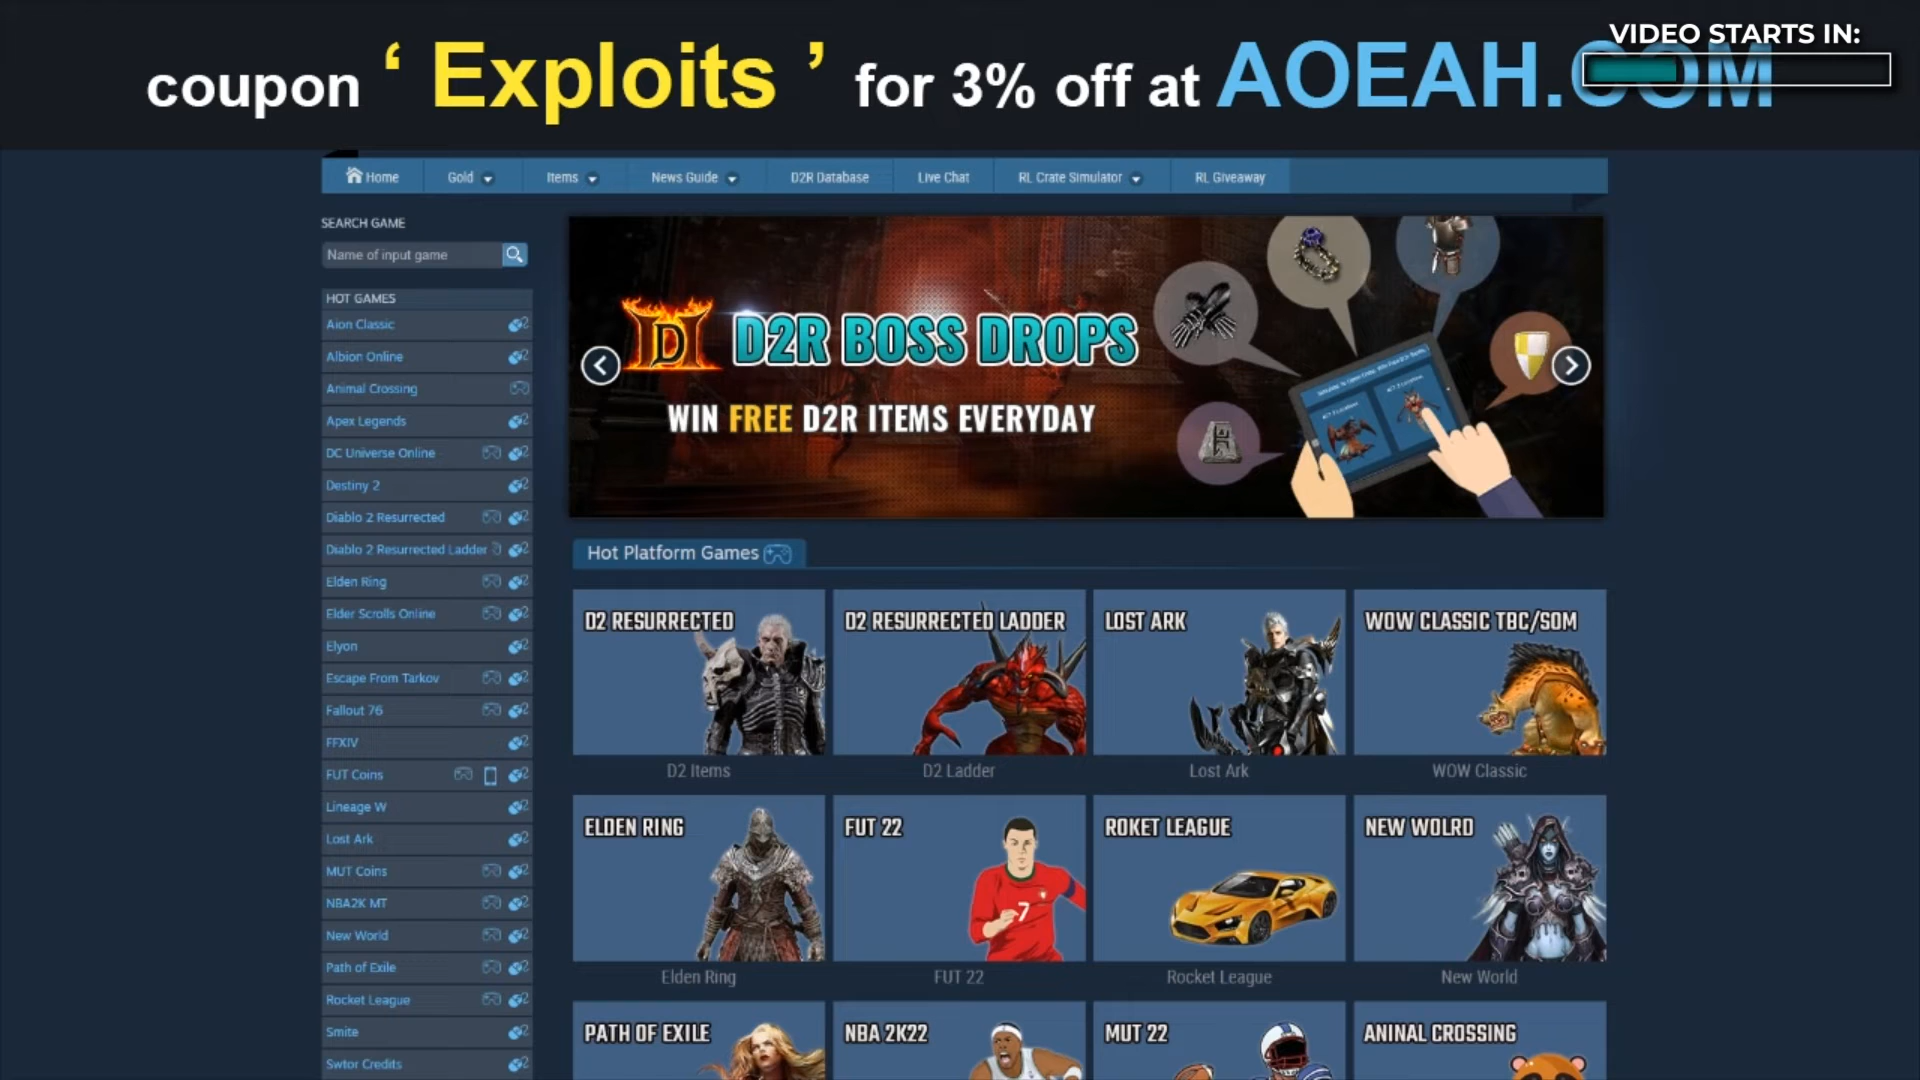 VIDEO STARTS IN:
coupon ‘ Exploits ’ for 3% off at AOEAH.COM
Home Gold Items News Guide D2R Database Live Chat RL Crate Simulator RL Giveaway
SEARCH GAME
Name of input game
HOT GAMES
Aion Classic
Albion Online
Animal Crossing
Apex Legends
DC Universe Online
Destiny 2
Diablo 2 Resurrected
Diablo 2 Resurrected Ladder
Elden Ring
Elder Scrolls Online
Elyon
Escape From Tarkov
Fallout 76
FFXIV
FUT Coins
Lineage W
Lost Ark
MUT Coins
NBA2K MT
New World
Path of Exile
Rocket League
Smite
Swtor Credits
D
D2R BOSS DROPS
WIN FREE D2R ITEMS EVERYDAY
Hot Platform Games
D2 RESURRECTED
D2 Items
D2 RESURRECTED LADDER
D2 Ladder
LOST ARK
Lost Ark
WOW CLASSIC TBC/SOM
WOW Classic
ELDEN RING
Elden Ring
FUT 22
7
FUT 22
ROKET LEAGUE
Rocket League
NEW WOLRD
New World
PATH OF EXILE
NBA 2K22
MUT 22
ANINAL CROSSING